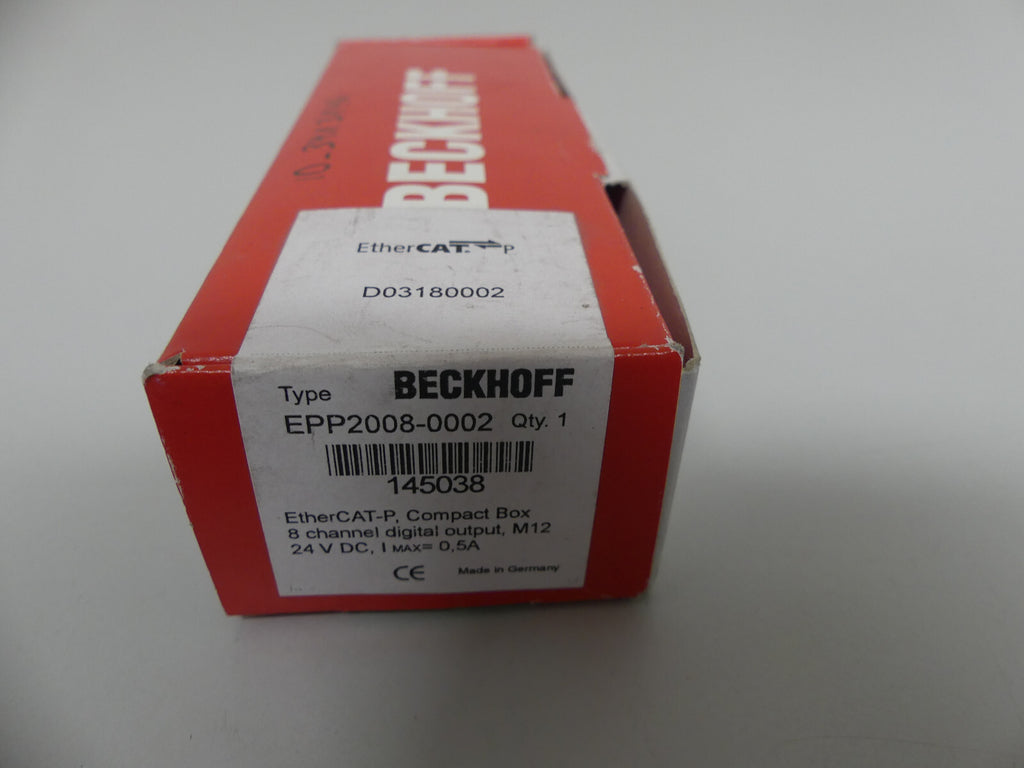 BECKHOFF
EtherCAT P
D03180002
Type BECKHOFF
EPP2008-0002 Qty. 1
145038
EtherCAT-P, Compact Box
8 channel digital output, M12
24 V DC, I MAX= 0,5A
CE Made in Germany